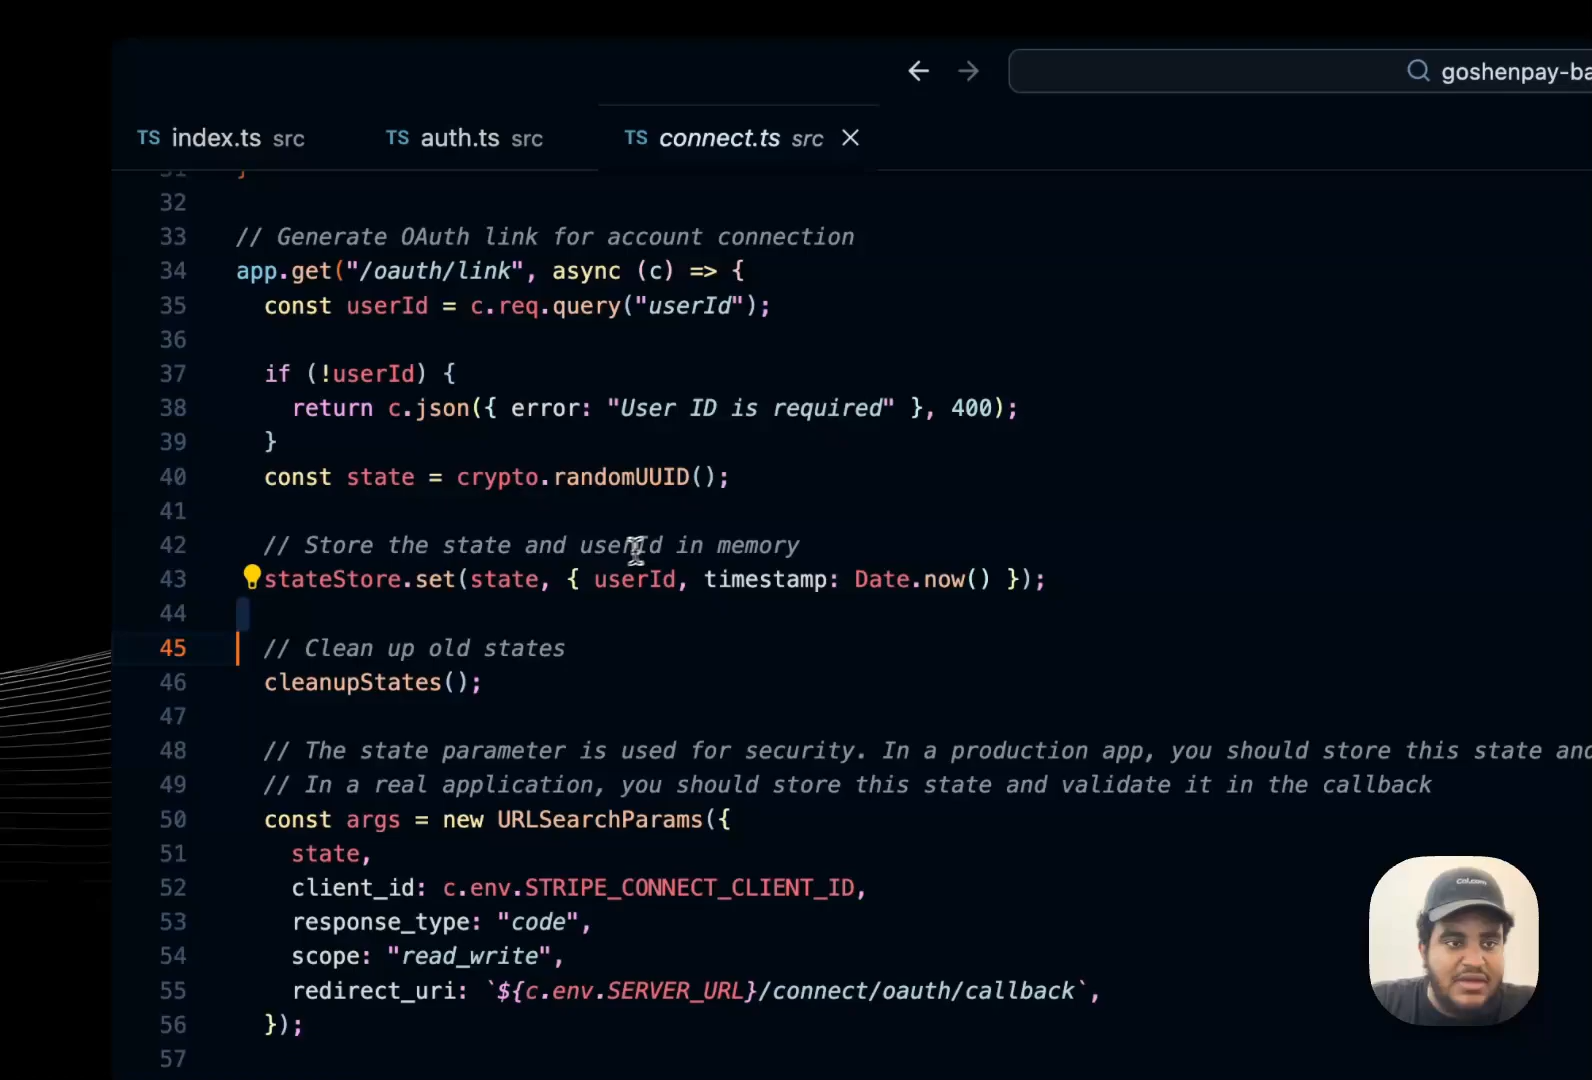 goshenpay-ba
TS index.ts src TS auth.ts src TS connect.ts src
31 }
32
33 // Generate OAuth link for account connection
34 app.get("/oauth/link", async (c) => {
35 const userId = c.req.query("userId");
36
37 if (!userId) {
38 return c.json({ error: "User ID is required" }, 400);
39 }
40 const state = crypto.randomUUID();
41
42 // Store the state and userId in memory
43 stateStore.set(state, { userId, timestamp: Date.now() });
44
45 // Clean up old states
46 cleanupStates();
47
48 // The state parameter is used for security. In a production app, you should store this state and
49 // In a real application, you should store this state and validate it in the callback
50 const args = new URLSearchParams({
51 state,
52 client_id: c.env.STRIPE_CONNECT_CLIENT_ID,
53 response_type: "code",
54 scope: "read_write",
55 redirect_uri: `${c.env.SERVER_URL}/connect/oauth/callback`,
56 });
57
Cal.com